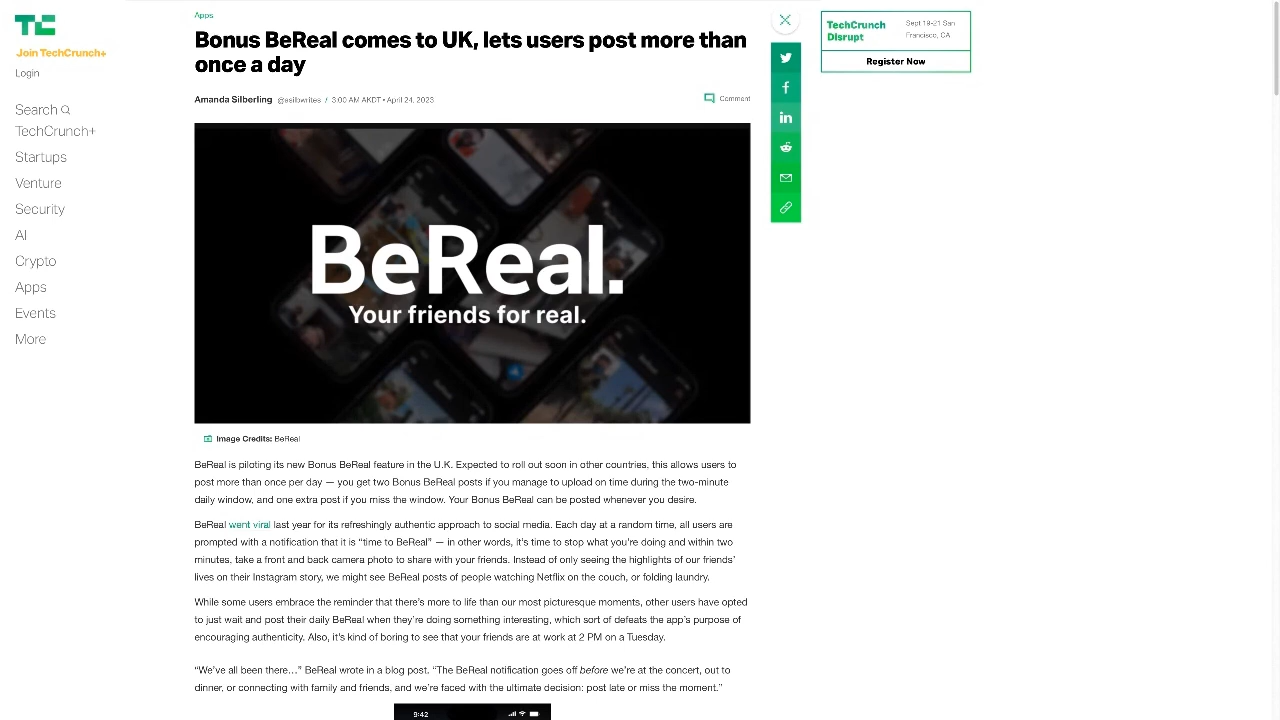 TC
Join TechCrunch+
Login
Search
TechCrunch+
Startups
Venture
Security
AI
Crypto
Apps
Events
More
Apps
Bonus BeReal comes to UK, lets users post more than
once a day
Amanda Silberling @asilbwrites / 3:00 AM AKDT • April 24, 2023
Comment
BeReal.
Your friends for real.
Image Credits: BeReal
BeReal is piloting its new Bonus BeReal feature in the U.K. Expected to roll out soon in other countries, this allows users to
post more than once per day — you get two Bonus BeReal posts if you manage to upload on time during the two-minute
daily window, and one extra post if you miss the window. Your Bonus BeReal can be posted whenever you desire.
BeReal went viral last year for its refreshingly authentic approach to social media. Each day at a random time, all users are
prompted with a notification that it is “time to BeReal” — in other words, it’s time to stop what you’re doing and within two
minutes, take a front and back camera photo to share with your friends. Instead of only seeing the highlights of our friends’
lives on their Instagram story, we might see BeReal posts of people watching Netflix on the couch, or folding laundry.
While some users embrace the reminder that there’s more to life than our most picturesque moments, other users have opted
to just wait and post their daily BeReal when they’re doing something interesting, which sort of defeats the app’s purpose of
encouraging authenticity. Also, it’s kind of boring to see that your friends are at work at 2 PM on a Tuesday.
“We’ve all been there…” BeReal wrote in a blog post. “The BeReal notification goes off before we’re at the concert, out to
dinner, or connecting with family and friends, and we’re faced with the ultimate decision: post late or miss the moment.”
9:42
TechCrunch
Disrupt
Sept 19-21 San
Francisco, CA
Register Now